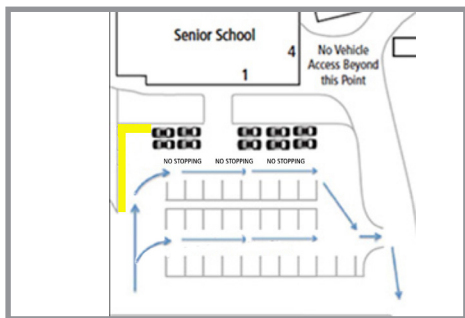 Senior School
4
No Vehicle
Access Beyond
this Point
1
NO STOPPING NO STOPPING NO STOPPING